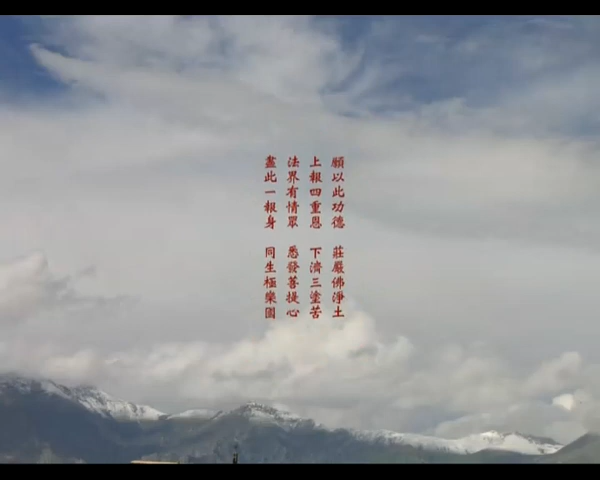 願以此功德　莊嚴佛淨土
上報四重恩　下濟三塗苦
法界有情眾　悉發菩提心
盡此一報身　同生極樂國